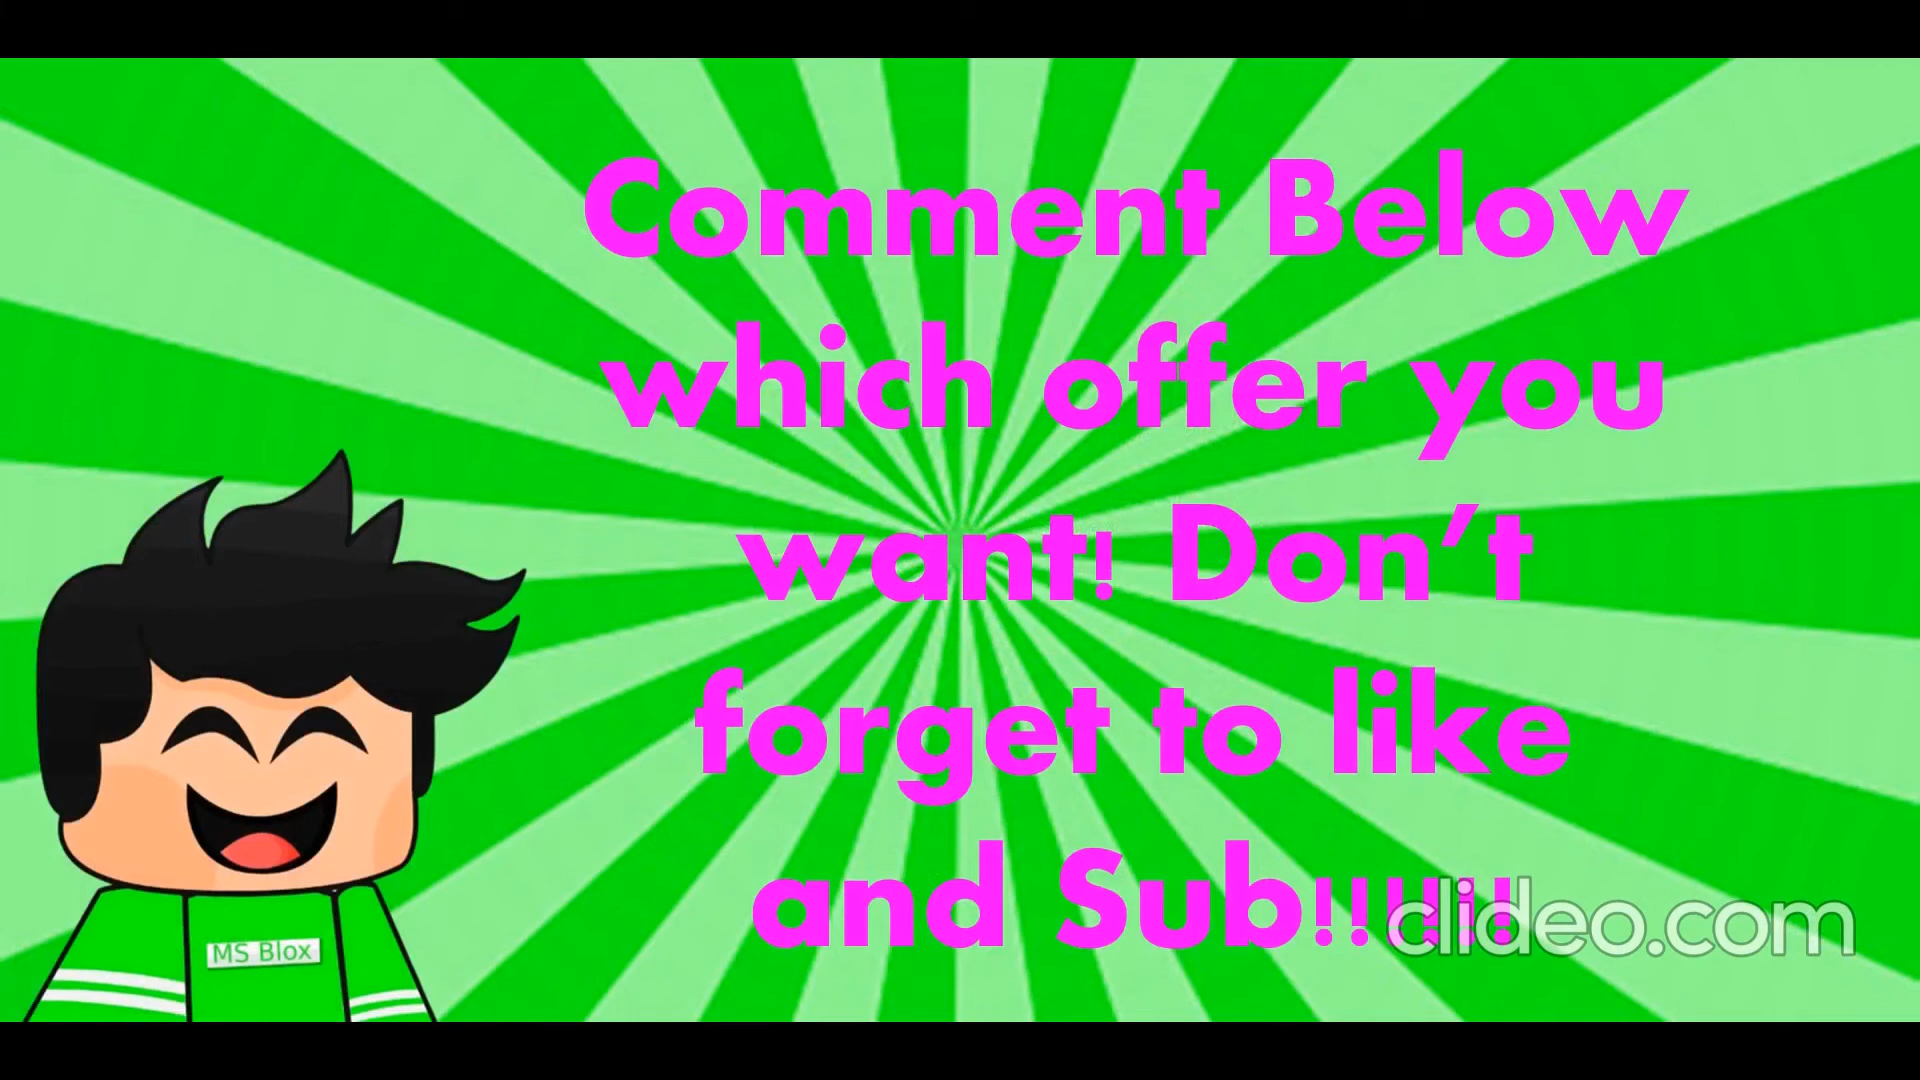 Comment Below
which offer you
want! Don’t
forget to like
and Sub!!!!!!
clideo.com
MS Blox